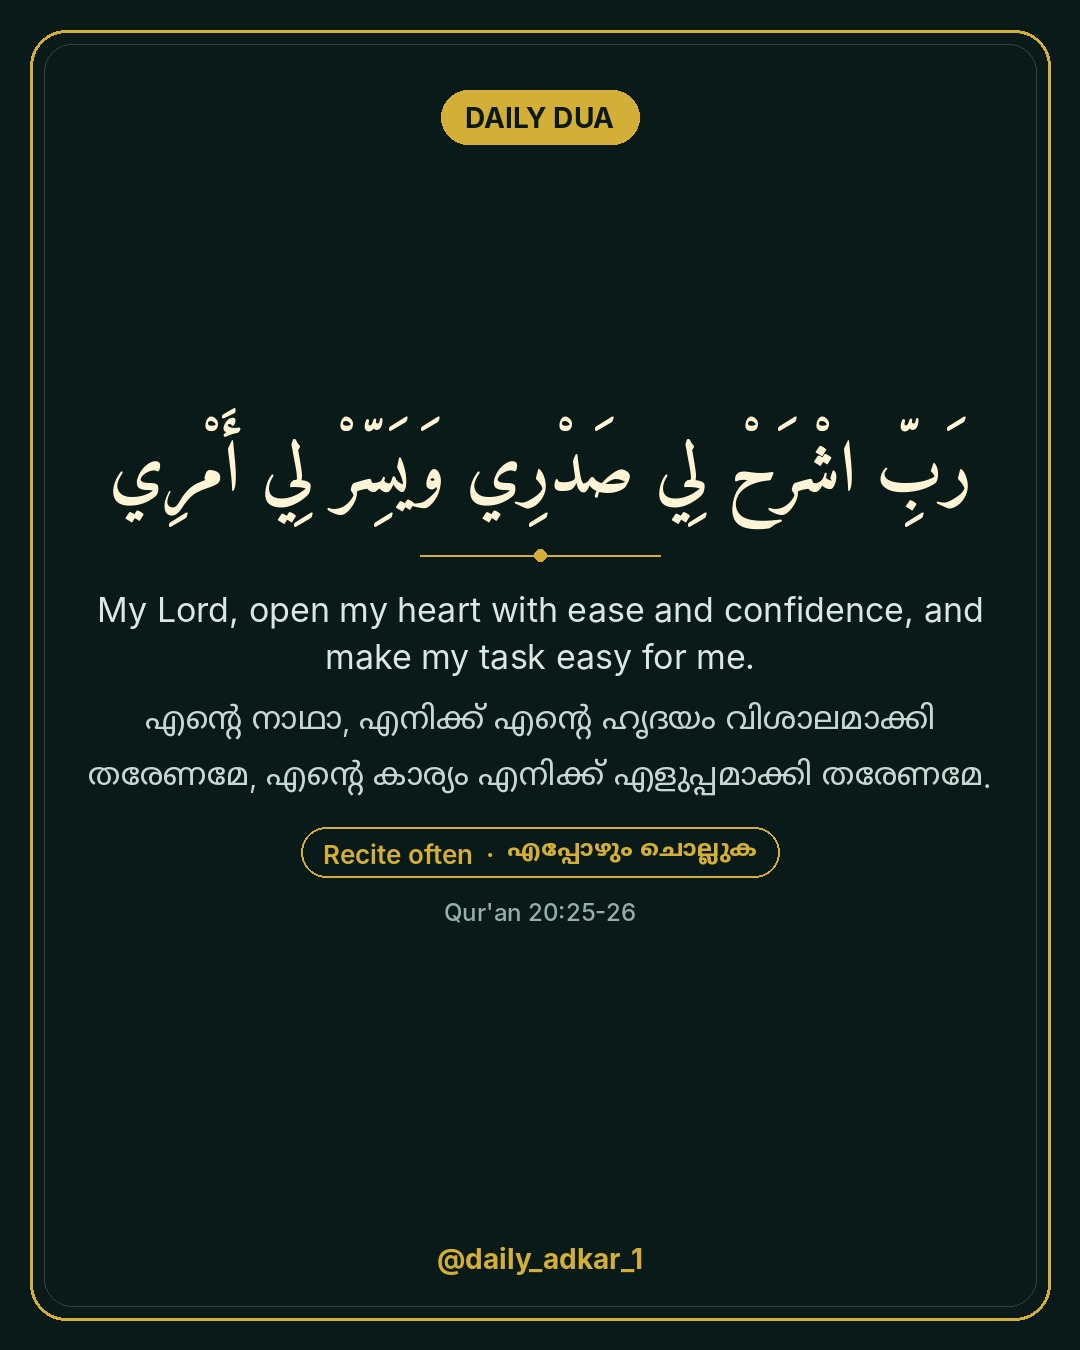 DAILY DUA
رَبِّ اشْرَحْ لِي صَدْرِي وَيَسِّرْ لِي أَمْرِي
My Lord, open my heart with ease and confidence, and
make my task easy for me.
എന്റെ നാഥാ, എനിക്ക് എന്റെ ഹൃദയം വിശാലമാക്കി
തരേണമേ, എന്റെ കാര്യം എനിക്ക് എളുപ്പമാക്കി തരേണമേ.
Recite often · എപ്പോഴും ചൊല്ലുക
Qur'an 20:25-26
@daily_adkar_1